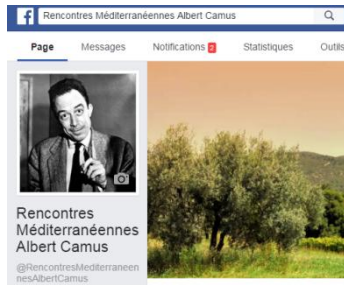 Rencontres Méditerranéennes Albert Camus
Page Messages Notifications 2 Statistiques Outils
Rencontres
Méditerranéennes
Albert Camus
@RencontresMediterraneen
nesAlbertCamus